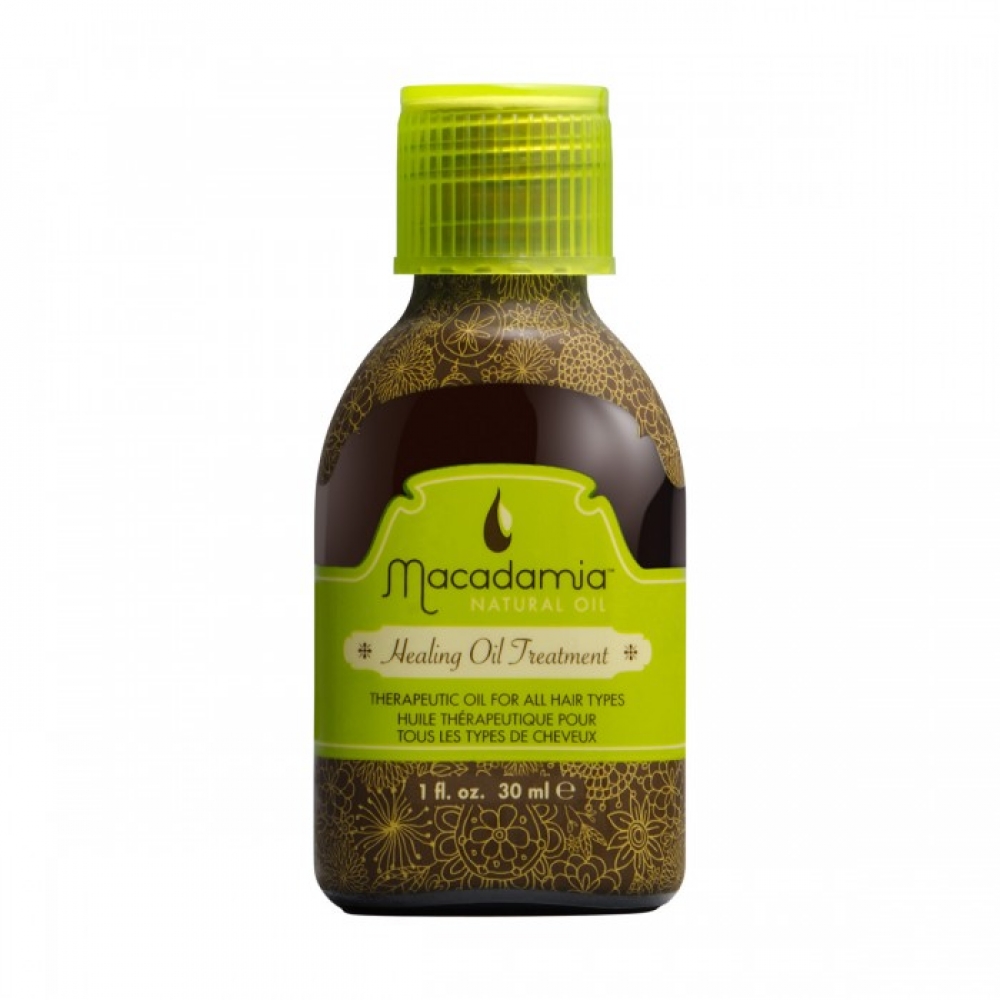 Macadamia™
NATURAL OIL
Healing Oil Treatment
THERAPEUTIC OIL FOR ALL HAIR TYPES
HUILE THÉRAPEUTIQUE POUR
TOUS LES TYPES DE CHEVEUX
1 fl. oz. 30 ml ℮